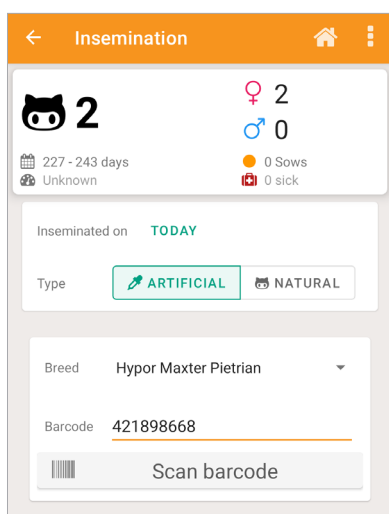 Insemination
2
2
0
227 - 243 days
0 Sows
Unknown
0 sick
Inseminated on TODAY
Type ARTIFICIAL NATURAL
Breed Hypor Maxter Pietrian
Barcode 421898668
Scan barcode